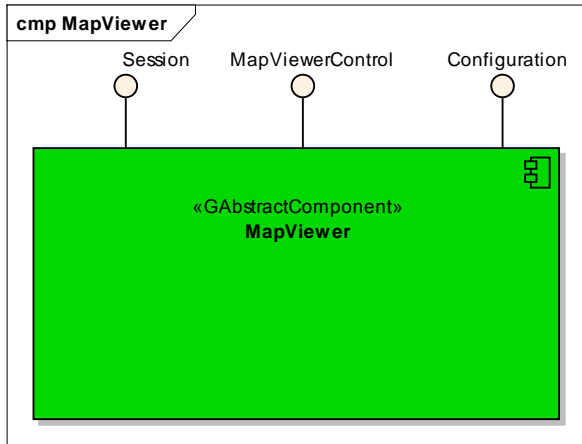 cmp MapViewer
Session MapViewerControl Configuration
«GAbstractComponent»
MapViewer